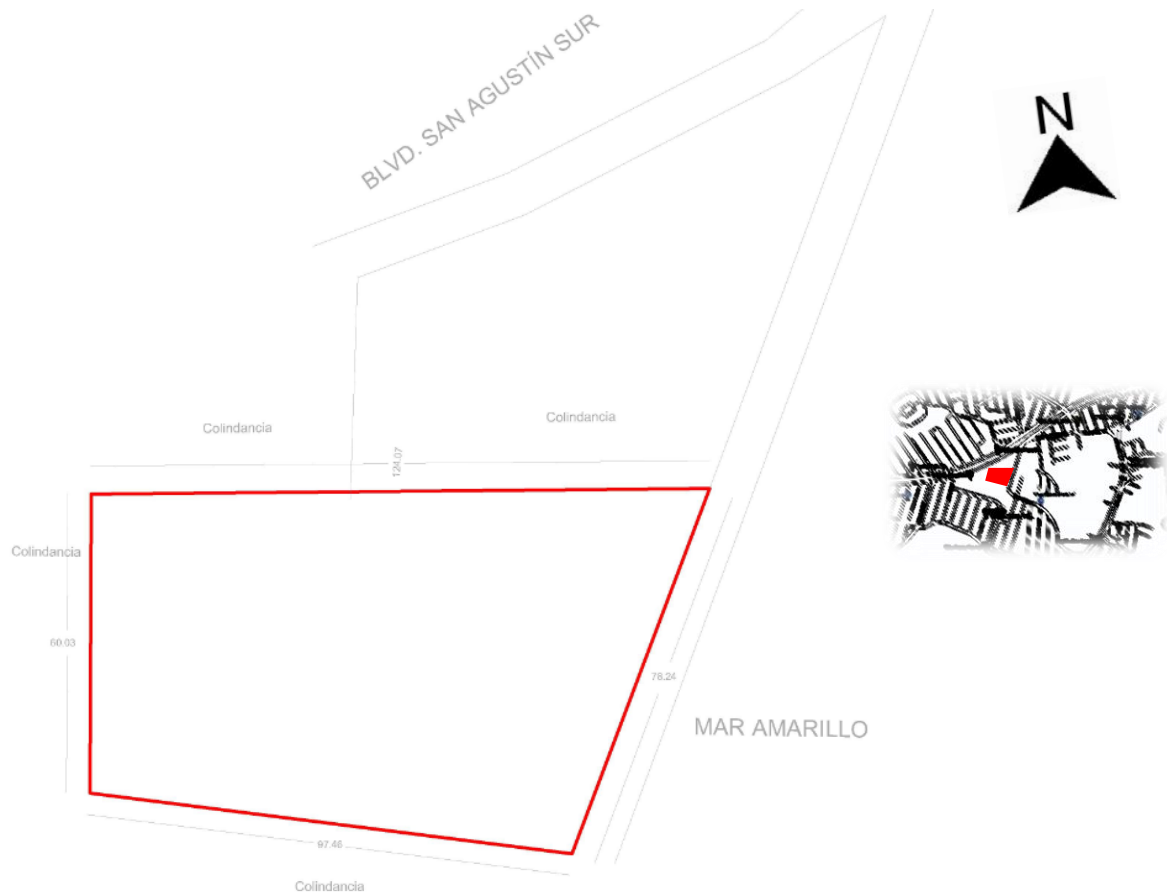 BLVD. SAN AGUSTÍN SUR
N
Colindancia
Colindancia
124.07
Colindancia
60.03
78.24
MAR AMARILLO
97.46
Colindancia